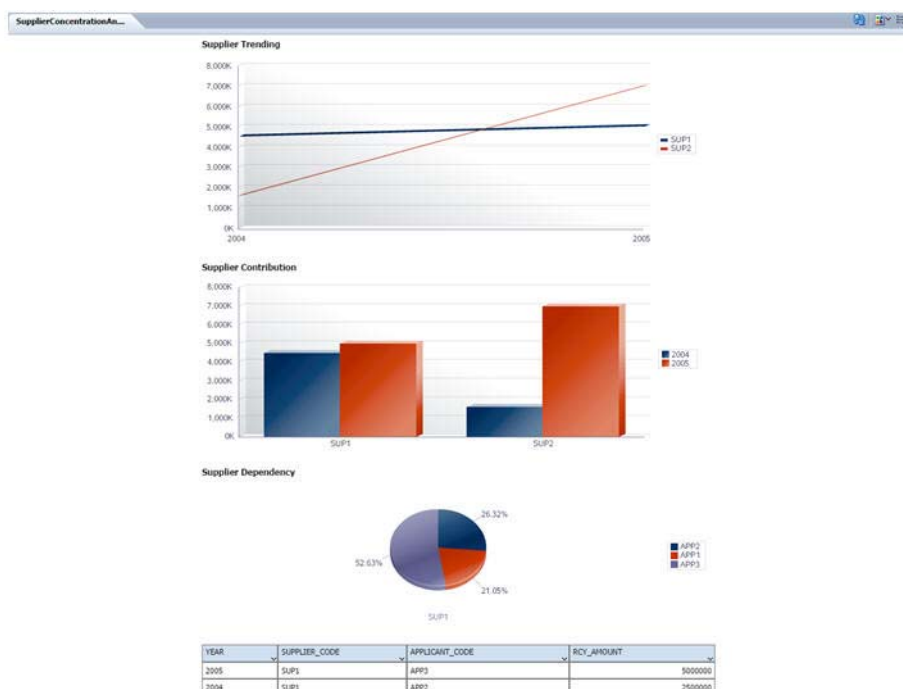 SupplierConcentrationAn...
Supplier Trending
8,000K
7,000K
6,000K
5,000K
4,000K
3,000K
2,000K
1,000K
0K
2004
2005
SUP1
SUP2
Supplier Contribution
8,000K
7,000K
6,000K
5,000K
4,000K
3,000K
2,000K
1,000K
0K
SUP1
SUP2
2004
2005
Supplier Dependency
26.32%
52.63%
21.05%
SUP1
APP2
APP1
APP3
YEAR SUPPLIER_CODE APPLICANT_CODE RCY_AMOUNT
2005 SUP1 APP3 5000000
2004 SUP1 APP2 2500000